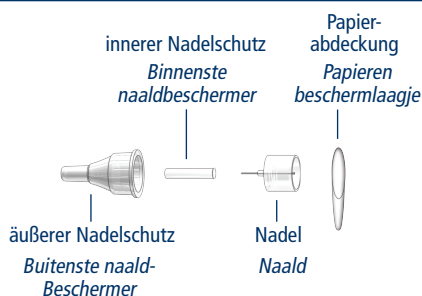 Papier-
abdeckung
Papieren
beschermlaagje
innerer Nadelschutz
Binnenste
naaldbeschermer
äußerer Nadelschutz
Buitenste naald-
Beschermer
Nadel
Naald